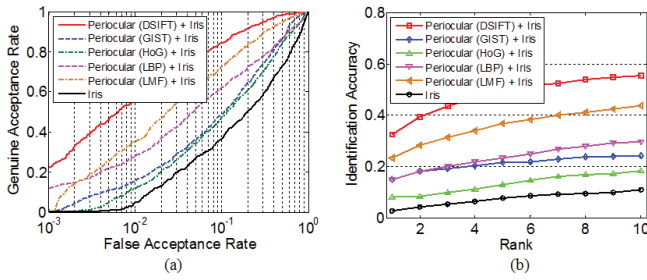 1
0.8
0.6
0.4
0.2
0
Genuine Acceptance Rate
Periocular (DSIFT) + Iris
Periocular (GIST) + Iris
Periocular (HoG) + Iris
Periocular (LBP) + Iris
Periocular (LMF) + Iris
Iris
10-3
10-2
10-1
100
False Acceptance Rate
(a)
0.8
0.6
0.4
0.2
0
Identification Accuracy
Periocular (DSIFT) + Iris
Periocular (GIST) + Iris
Periocular (HoG) + Iris
Periocular (LBP) + Iris
Periocular (LMF) + Iris
Iris
2 4 6 8 10
Rank
(b)